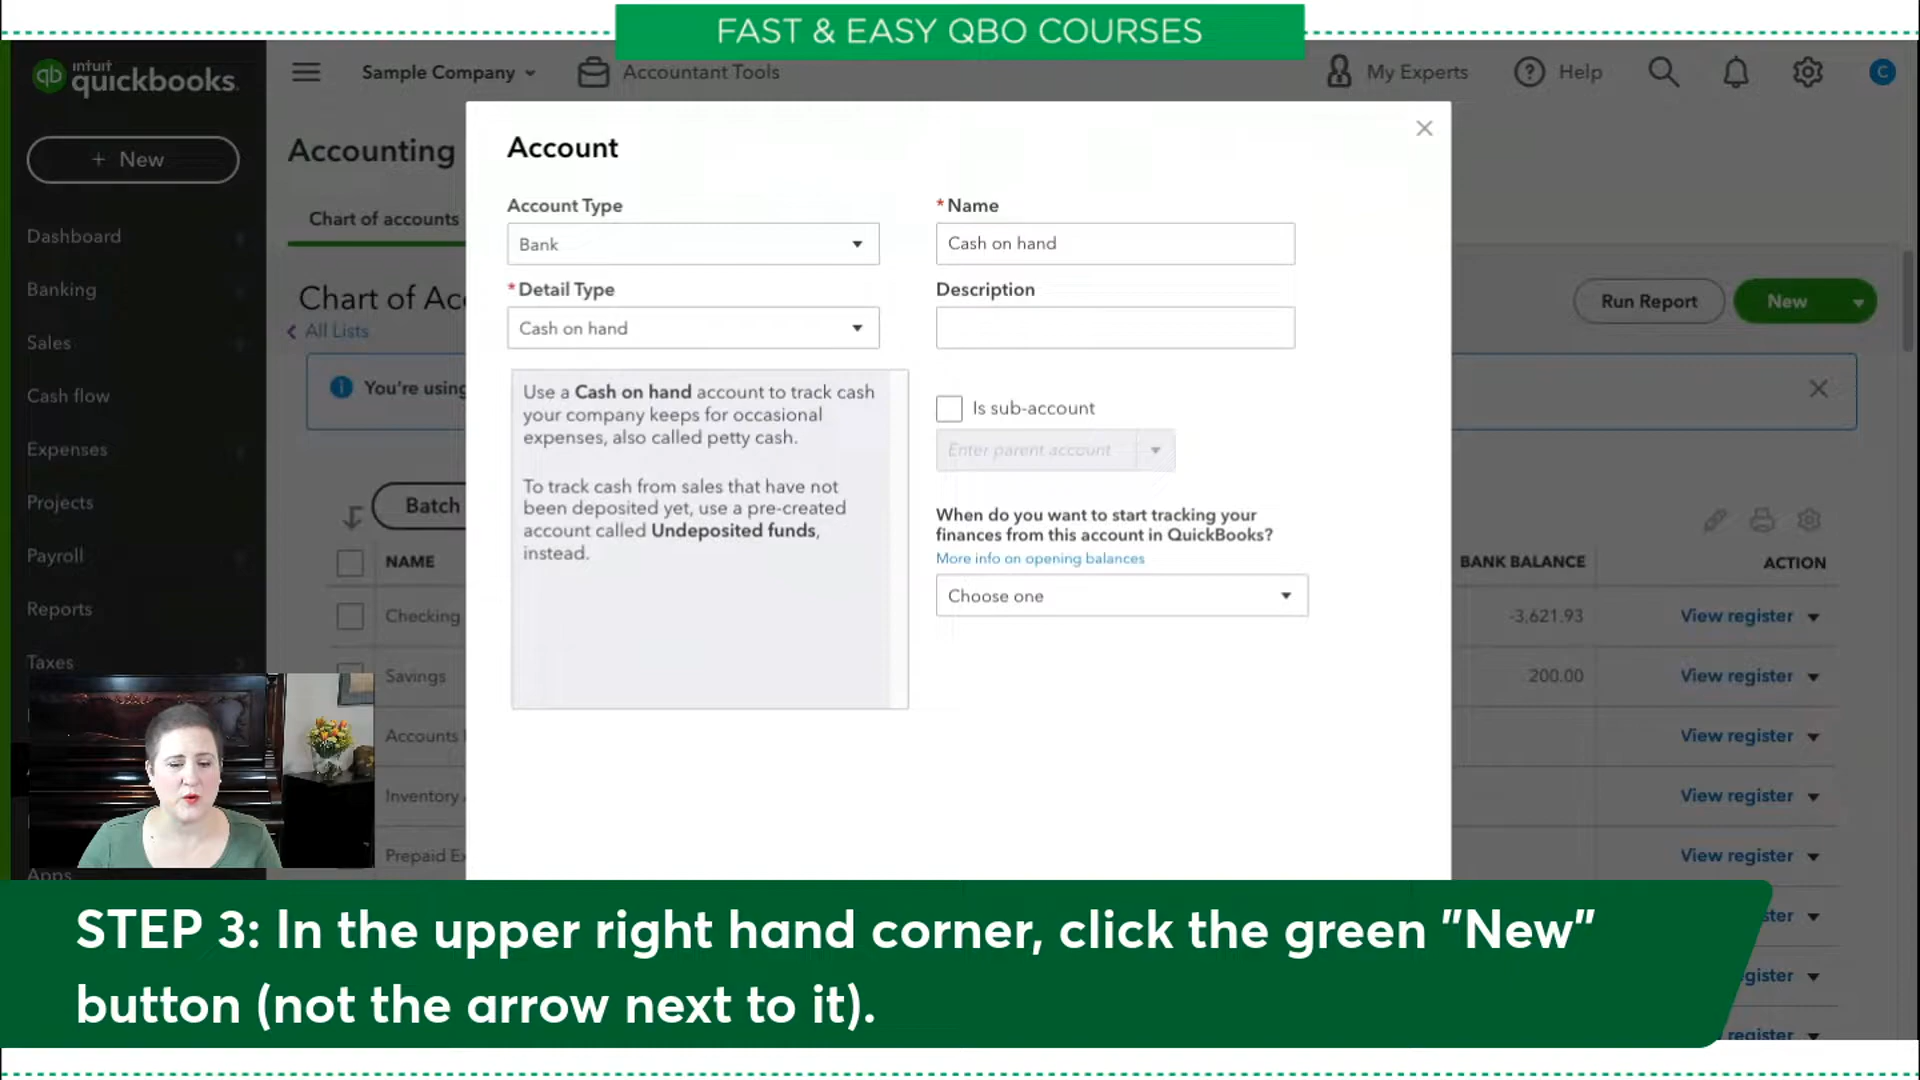 FAST & EASY QBO COURSES
intuit
quickbooks.
Sample Company
Accountant Tools
My Experts
Help
C
+ New
Accounting
Dashboard
Banking
Sales
Cash flow
Expenses
Projects
Payroll
Reports
Taxes
Apps
Chart of accounts
Chart of Acc
All Lists
You're using
Run Report
New
Batch
NAME
BANK BALANCE
ACTION
Checking
-3,621.93
View register
Savings
200.00
View register
Accounts
View register
Inventory
View register
Prepaid Ex
View register
Account
Account Type
Bank
* Detail Type
Cash on hand
Use a Cash on hand account to track cash
your company keeps for occasional
expenses, also called petty cash.
To track cash from sales that have not
been deposited yet, use a pre-created
account called Undeposited funds,
instead.
* Name
Cash on hand
Description
Is sub-account
Enter parent account
When do you want to start tracking your
finances from this account in QuickBooks?
More info on opening balances
Choose one
STEP 3: In the upper right hand corner, click the green "New"
button (not the arrow next to it).
ster
gister
register